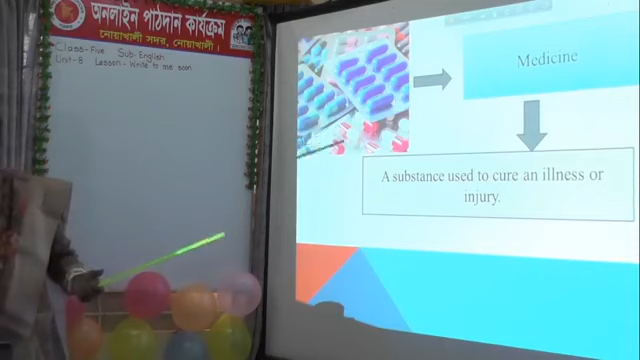 অনলাইন পাঠদান কার্যক্রম
নোয়াখালী সদর, নোয়াখালী।
Class-Five Sub-English
Unit-8 Lesson- Write to me soon
Medicine
A substance used to cure an illness or
injury.